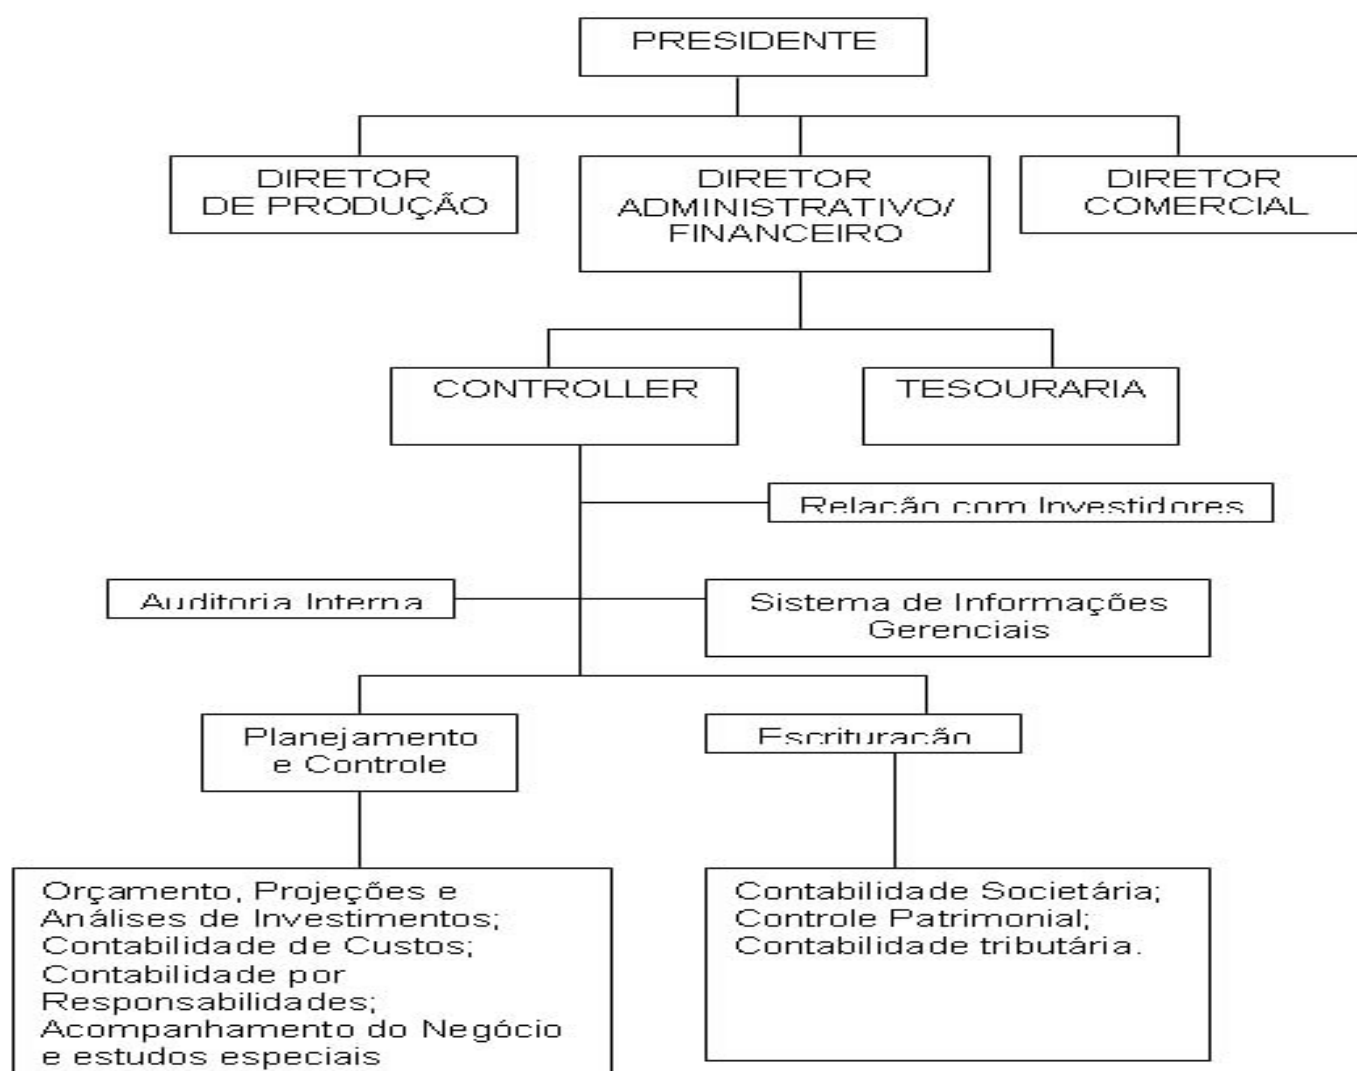 PRESIDENTE
DIRETOR
DE PRODUÇÃO
DIRETOR
ADMINISTRATIVO/
FINANCEIRO
DIRETOR
COMERCIAL
CONTROLLER
TESOURARIA
Relação com Investidores
Auditoria Interna
Sistema de Informações
Gerenciais
Planejamento
e Controle
Escrituração
Orçamento, Projeções e
Análises de Investimentos;
Contabilidade de Custos;
Contabilidade por
Responsabilidades;
Acompanhamento do Negócio
e estudos especiais
Contabilidade Societária;
Controle Patrimonial;
Contabilidade tributária.